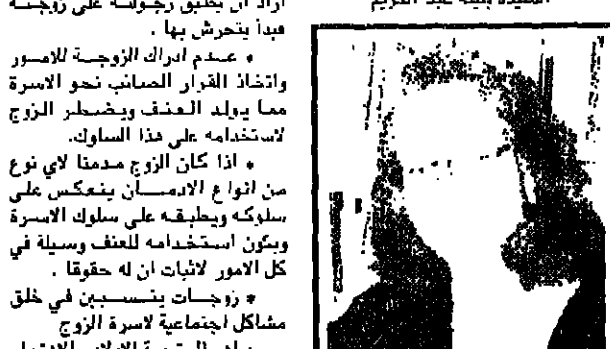 اراد ان يطبق رجولته على زوجته
فبدأ يتحرش بها .
* عدم ادراك الزوجة للامور
واتخاذ القرار الصائب نحو الاسرة
مما يولد العنف ويضطر الزوج
لاستخدامه على هذا السلوك.
* اذا كان الزوج مدمنا لاي نوع
من انواع الادمان ينعكس على
سلوكه ويطبقه على سلوك الاسرة
ويكون استخدامه للعنف وسيلة في
كل الامور لاثبات ان له حقوقا .
* زوجات يتسببن في خلق
مشاكل اجتماعية لاسرة الزوج
عبد الكريم